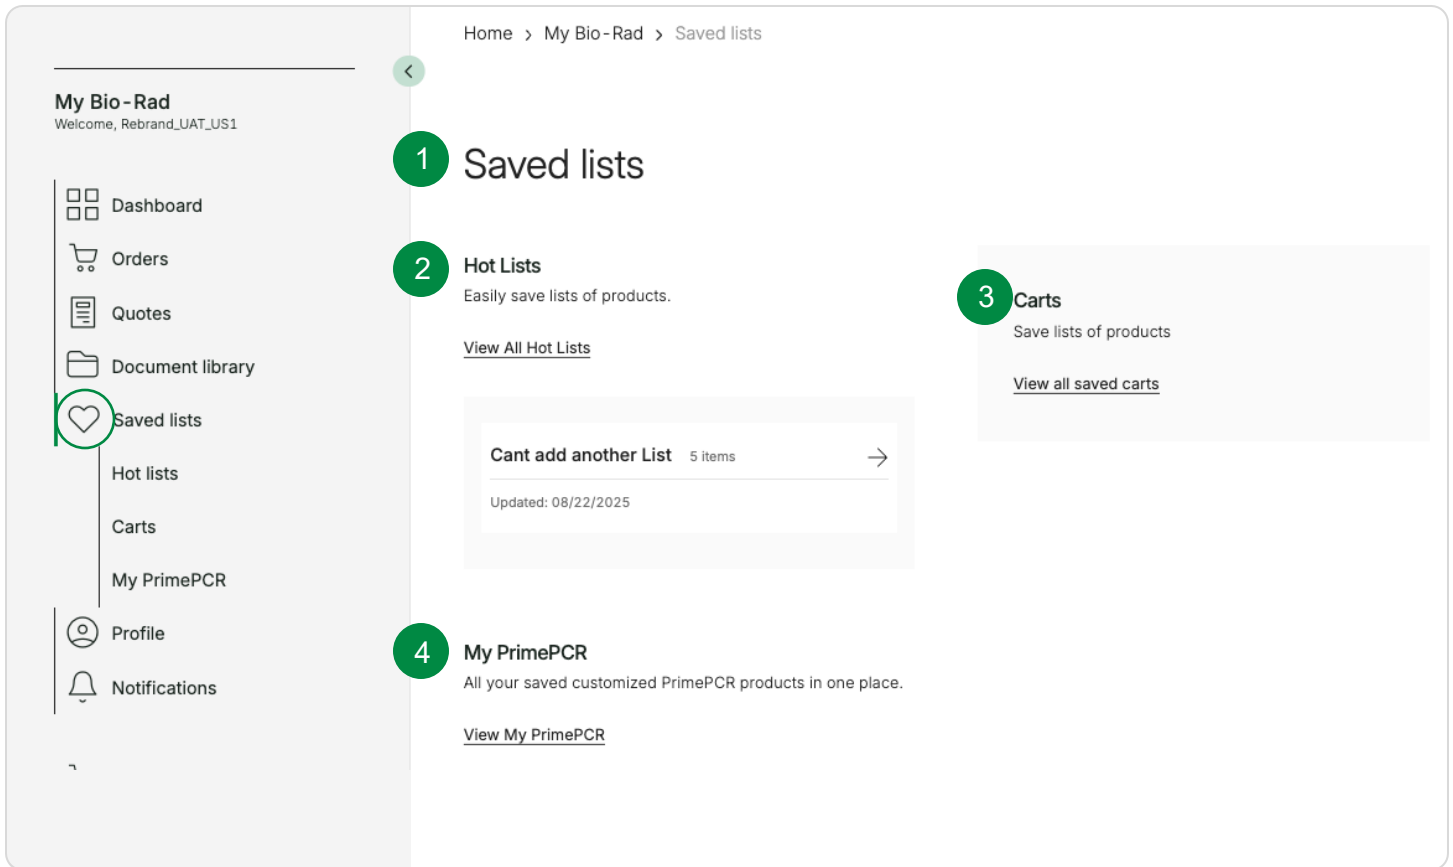 Home > My Bio-Rad > Saved lists
My Bio-Rad
Welcome, Rebrand_UAT_US1
Dashboard
Orders
Quotes
Document library
Saved lists
Hot lists
Carts
My PrimePCR
Profile
Notifications
1 Saved lists
2 Hot Lists
Easily save lists of products.
View All Hot Lists
Cant add another List 5 items
Updated: 08/22/2025
3 Carts
Save lists of products
View all saved carts
4 My PrimePCR
All your saved customized PrimePCR products in one place.
View My PrimePCR